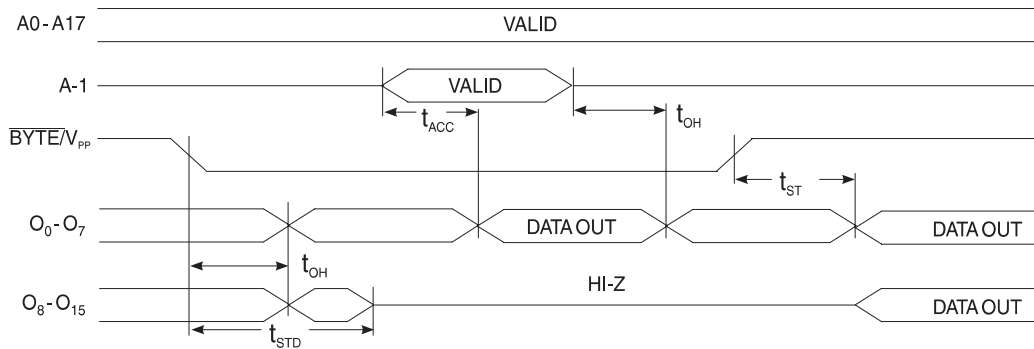 A0-A17 VALID
A-1 VALID
tACC tOH
BYTE/VPP
tST
O0-O7 DATA OUT DATA OUT
tOH
HI-Z
O8-O15 DATA OUT
tSTD